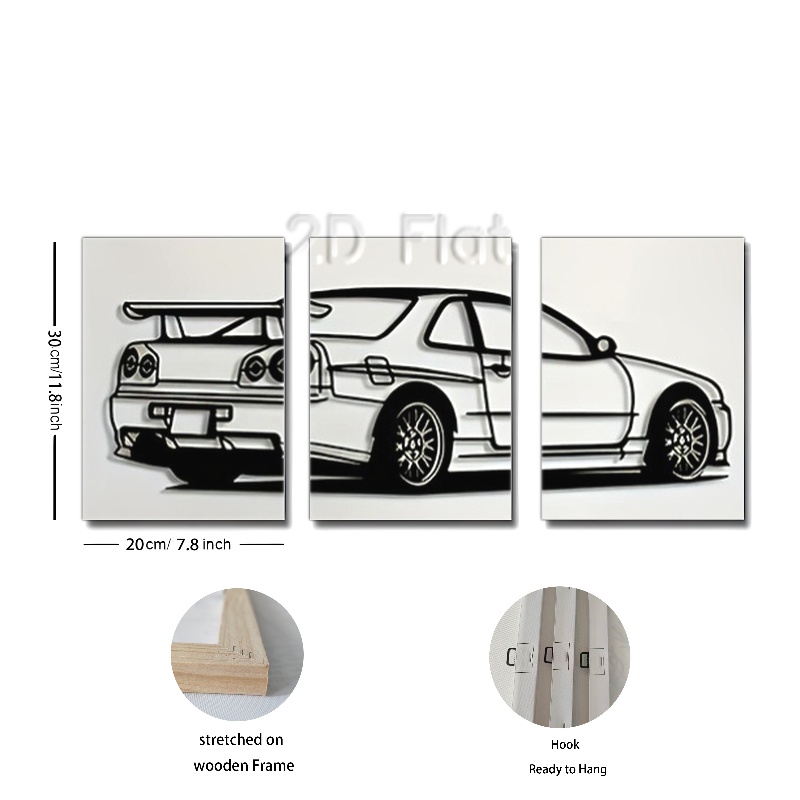 2D Flat
30cm/11.8inch
20cm/ 7.8 inch
stretched on
wooden Frame
Hook
Ready to Hang